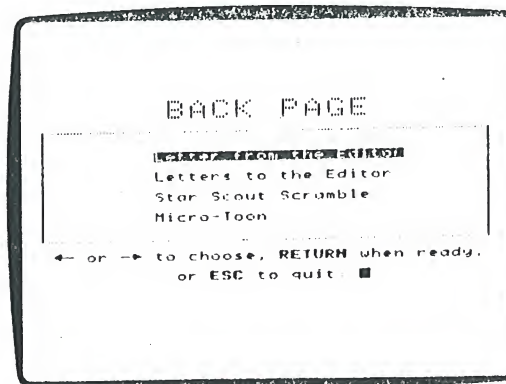 BACK PAGE
Letter from the Editor
Letters to the Editor
Star Scout Scramble
Micro-Toon
← or → to choose, RETURN when ready,
or ESC to quit